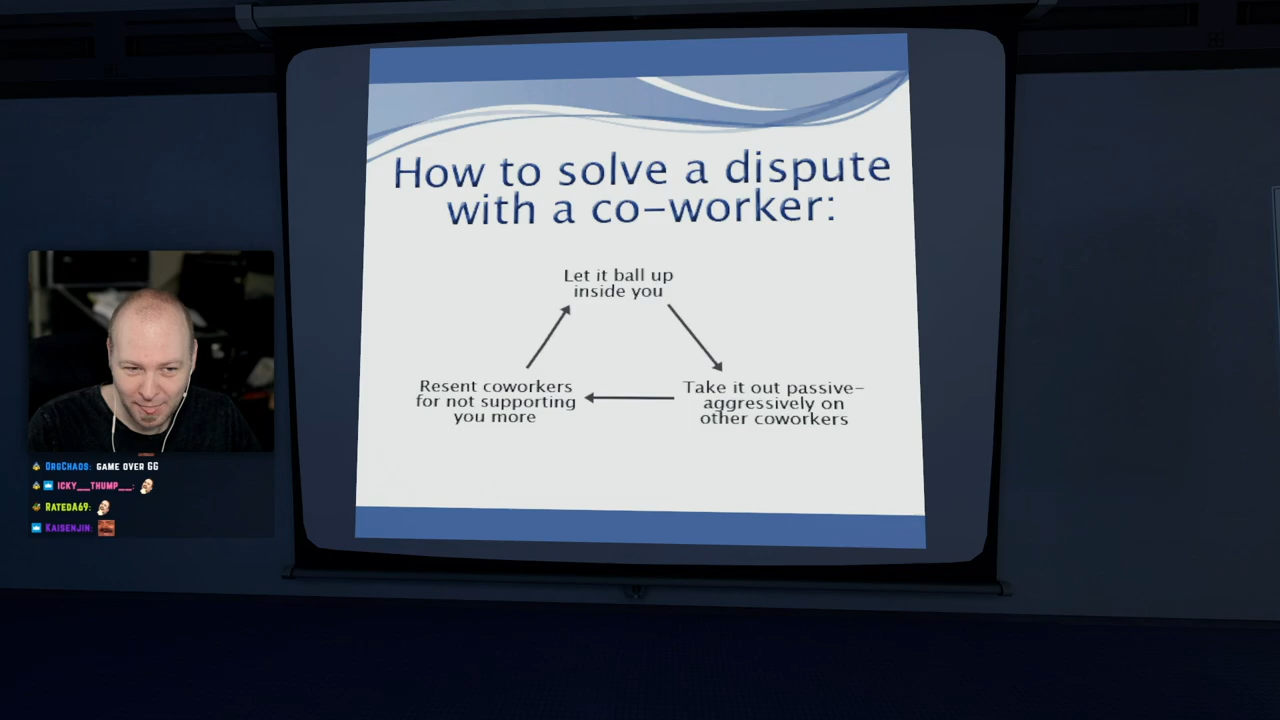 How to solve a dispute
with a co-worker:
Let it ball up
inside you
Take it out passive-
aggressively on
other coworkers
Resent coworkers
for not supporting
you more
DrgChaos: game over GG
icky__thump__:
RatedA69:
Kaisenjin: